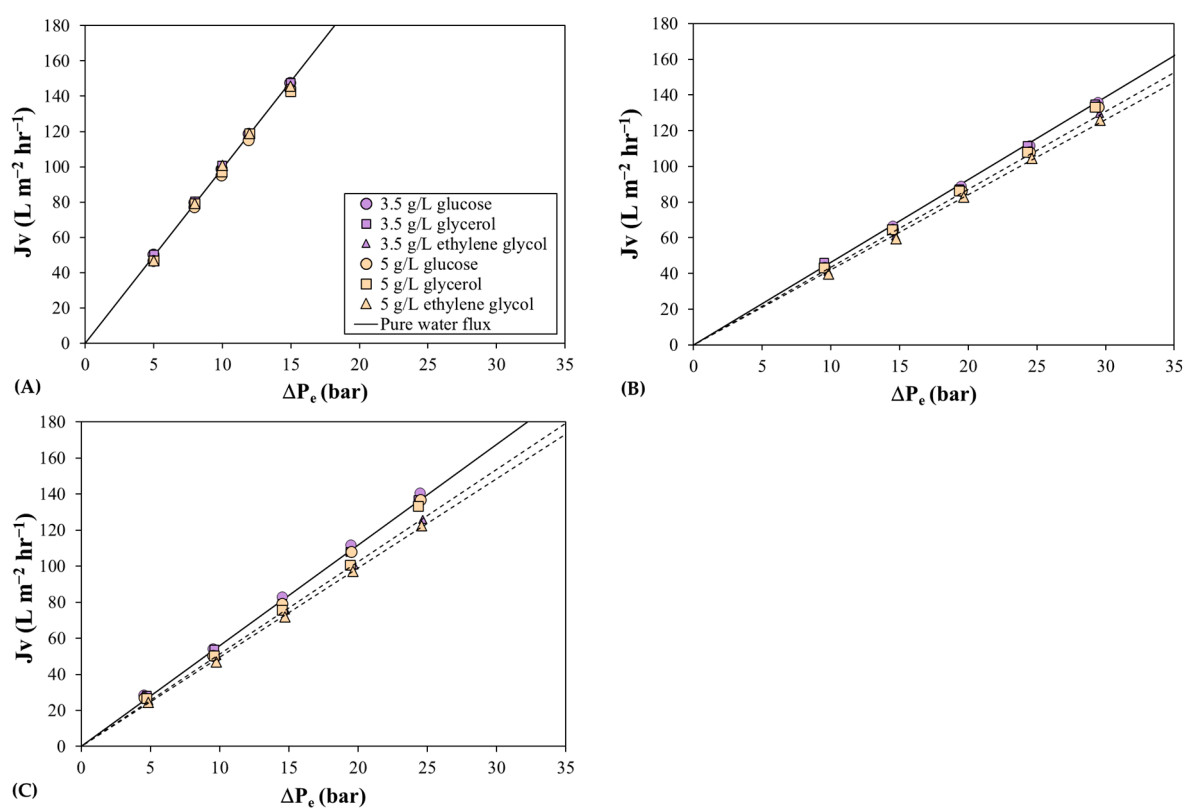 180
160
140
120
100
80
60
40
20
0
Jv (L m⁻² hr⁻¹)
3.5 g/L glucose
3.5 g/L glycerol
3.5 g/L ethylene glycol
5 g/L glucose
5 g/L glycerol
5 g/L ethylene glycol
Pure water flux
0 5 10 15 20 25 30 35
(A)
ΔPₑ (bar)
180
160
140
120
100
80
60
40
20
0
Jv (L m⁻² hr⁻¹)
0 5 10 15 20 25 30 35
(B)
ΔPₑ (bar)
180
160
140
120
100
80
60
40
20
0
Jv (L m⁻² hr⁻¹)
0 5 10 15 20 25 30 35
(C)
ΔPₑ (bar)